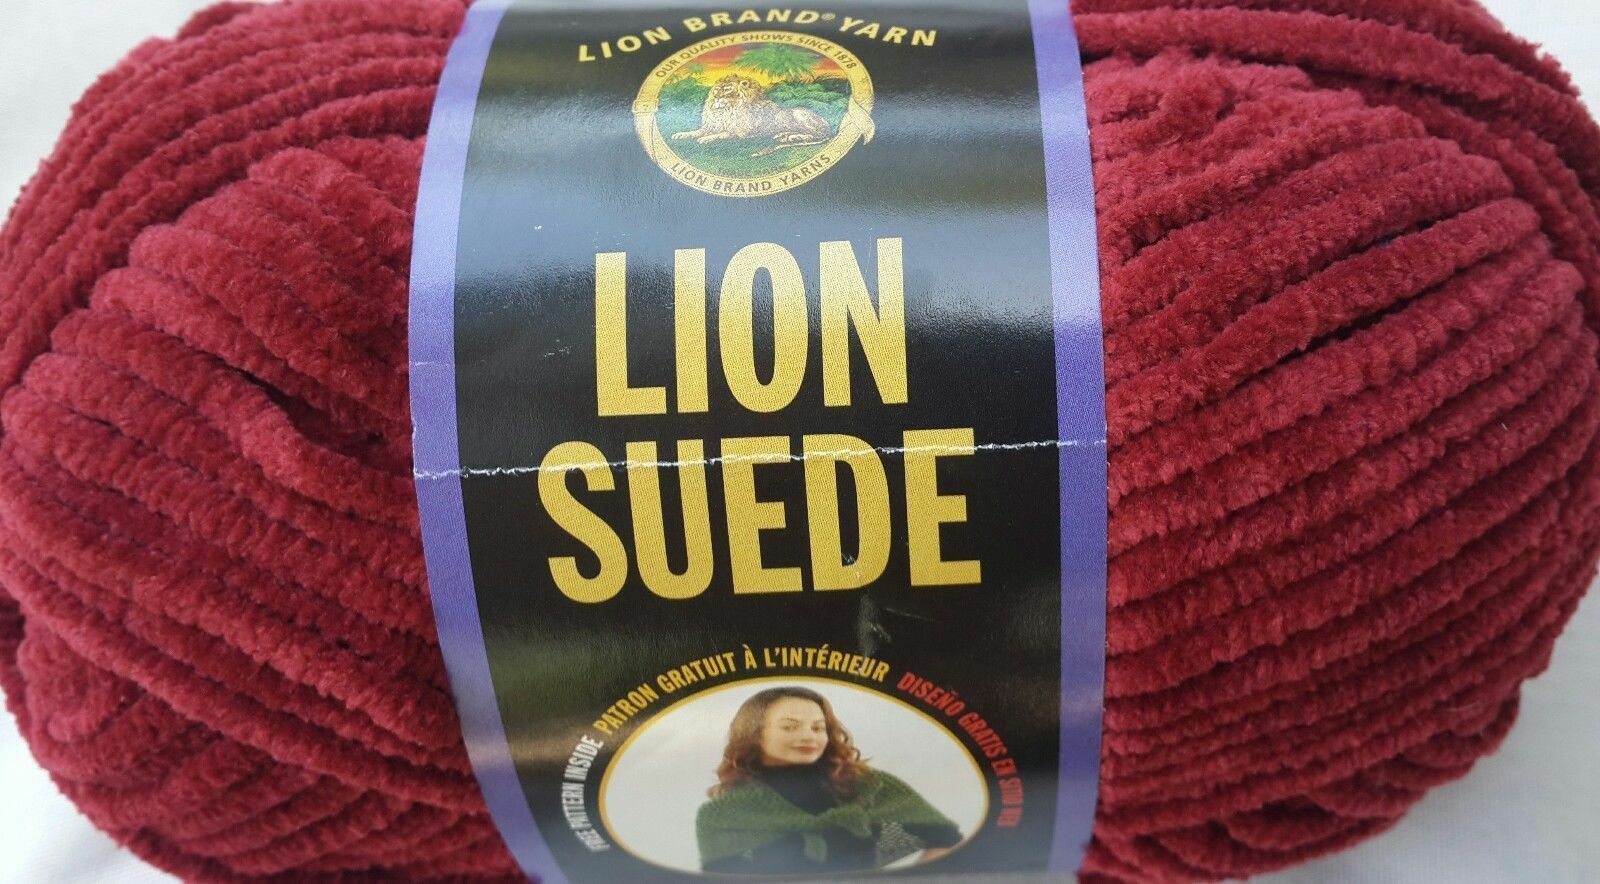 LION BRAND® YARN
OUR QUALITY SHOWS SINCE 1878
LION BRAND YARNS
LION
SUEDE
FREE PATTERN INSIDE PATRON GRATUIT À L'INTÉRIEUR DISEÑO GRATIS EN SU INTERIOR